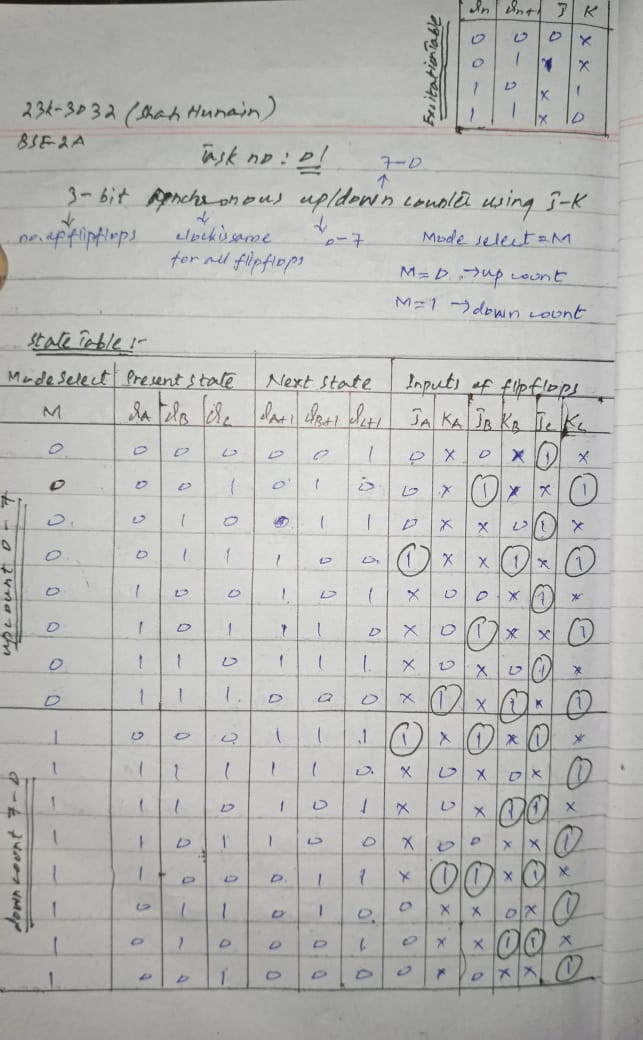 Excitation Table
Qn Qn+1 J K
0 0 0 x
0 1 1 x
1 0 x 1
1 1 x 0
23k-3032 (Shah Hunain)
BSE-2A
Task no : 01
7-0
3-bit synchronous up/down counter using J-K
no. of flipflops clock is same 0-7 Mode select = M
for all flipflops
M=0 → up count
M=1 → down count
State Table :-
Mode Select Present State Next State Inputs of flipflops
M QA QB QC QA+1 QB+1 QC+1 JA KA JB KB JC KC
upcount 0-7
0 0 0 0 0 0 1 0 x 0 x 1 x
0 0 0 1 0 1 0 0 x 1 x x 1
0 0 1 0 0 1 1 0 x x 0 1 x
0 0 1 1 1 0 0 1 x x 1 x 1
0 1 0 0 1 0 1 x 0 0 x 1 x
0 1 0 1 1 1 0 x 0 1 x x 1
0 1 1 0 1 1 1 x 0 x 0 1 x
0 1 1 1 0 0 0 x 1 x 1 x 1
down count 7-0
1 0 0 0 1 1 1 1 x 1 x 1 x
1 1 1 1 1 1 0 x 0 x 0 x 1
1 1 1 0 1 0 1 x 0 x 1 1 x
1 1 0 1 1 0 0 x 0 0 x x 1
1 1 0 0 0 1 1 x 1 1 x 1 x
1 0 1 1 0 1 0 0 x x 0 x 1
1 0 1 0 0 0 1 0 x x 1 1 x
1 0 0 1 0 0 0 0 x 0 x x 1